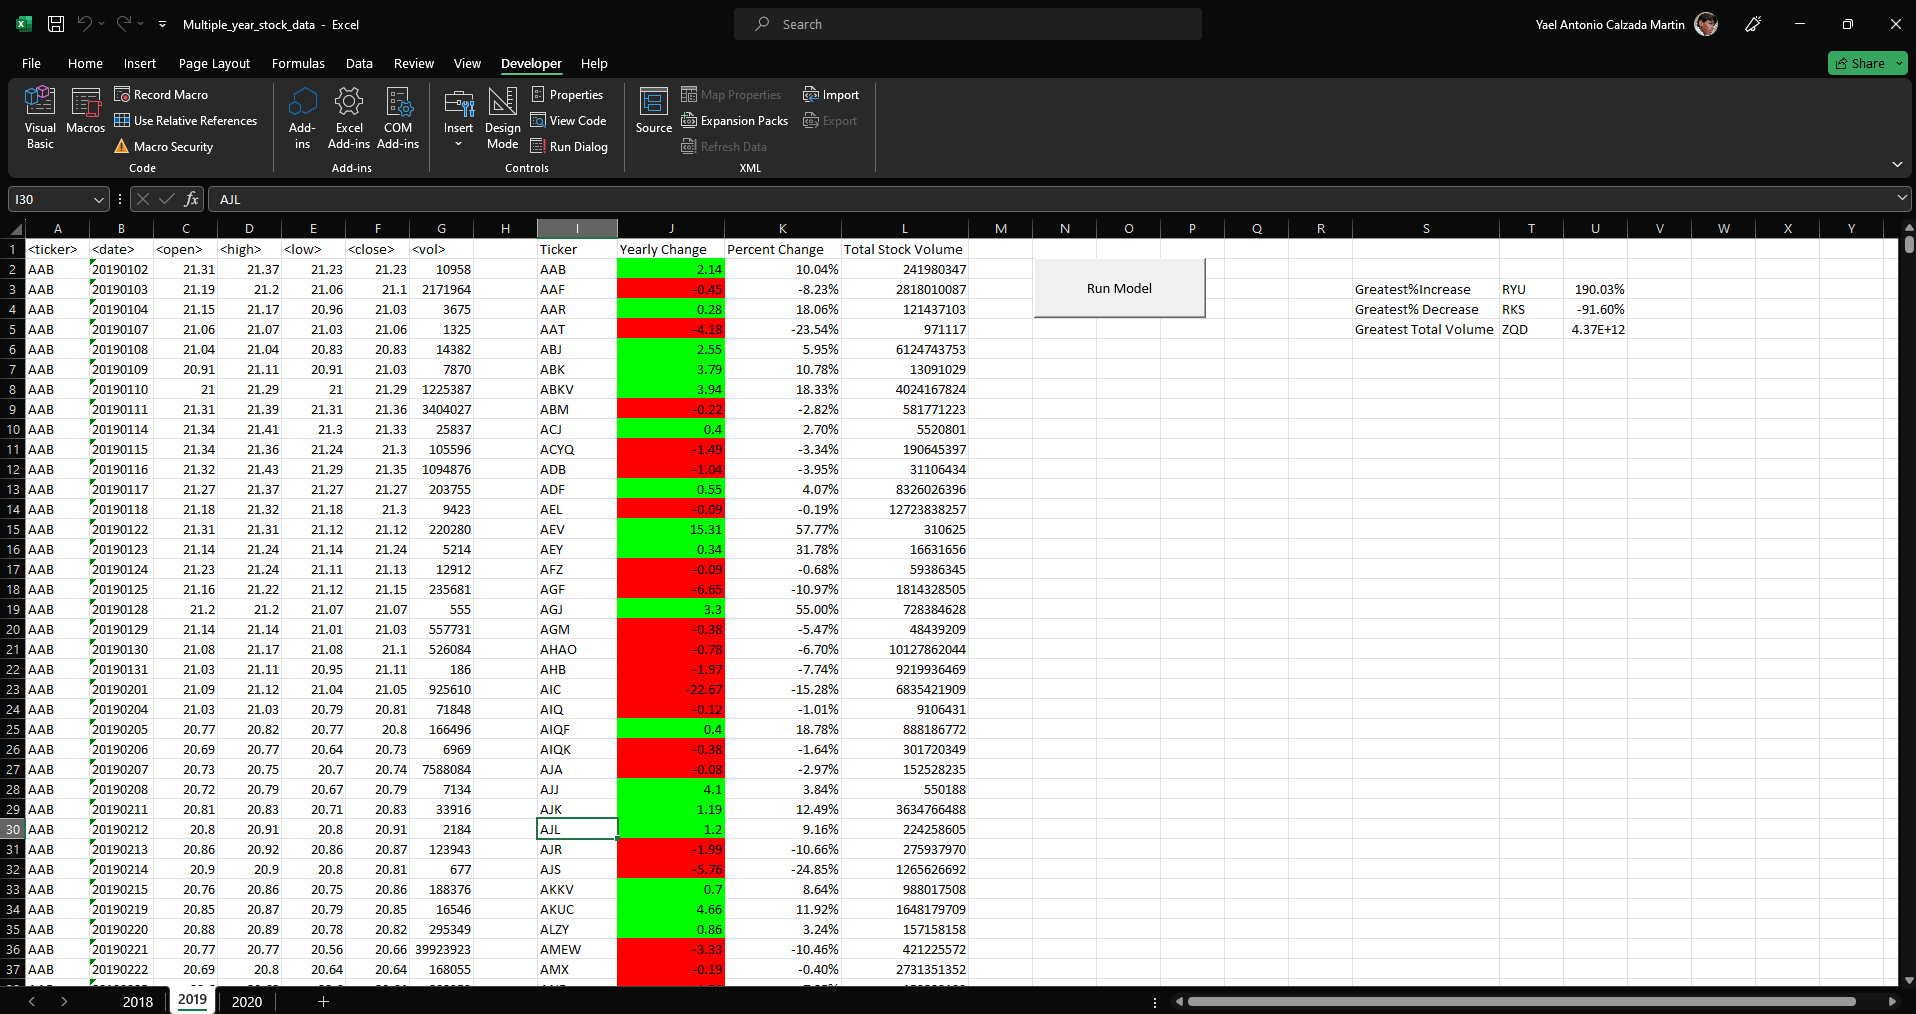 Multiple_year_stock_data - Excel
Search
Yael Antonio Calzada Martin
File Home Insert Page Layout Formulas Data Review View Developer Help
Share
Visual Basic
Macros
Record Macro
Use Relative References
Macro Security
Code
Add-ins
Excel Add-ins
COM Add-ins
Add-ins
Insert
Design Mode
Properties
View Code
Run Dialog
Controls
Source
Map Properties
Expansion Packs
Refresh Data
Import
Export
XML
I30 fx AJL
A B C D E F G H I J K L M N O P Q R S T U V W X Y
1 <ticker> <date> <open> <high> <low> <close> <vol> Ticker Yearly Change Percent Change Total Stock Volume
2 AAB 20190102 21.31 21.37 21.23 21.23 10958 AAB 2.14 10.04% 241980347
Run Model
3 AAB 20190103 21.19 21.2 21.06 21.1 2171964 AAF -0.45 -8.23% 2818010087 Greatest%Increase RYU 190.03%
4 AAB 20190104 21.15 21.17 20.96 21.03 3675 AAR 0.28 18.06% 121437103 Greatest% Decrease RKS -91.60%
5 AAB 20190107 21.06 21.07 21.03 21.06 1325 AAT -4.18 -23.54% 971117 Greatest Total Volume ZQD 4.37E+12
6 AAB 20190108 21.04 21.04 20.83 20.83 14382 ABJ 2.55 5.95% 6124743753
7 AAB 20190109 20.91 21.11 20.91 21.03 7870 ABK 3.79 10.78% 13091029
8 AAB 20190110 21 21.29 21 21.29 1225387 ABKV 3.94 18.33% 4024167824
9 AAB 20190111 21.31 21.39 21.31 21.36 3404027 ABM -0.22 -2.82% 581771223
10 AAB 20190114 21.34 21.41 21.3 21.33 25837 ACJ 0.4 2.70% 5520801
11 AAB 20190115 21.34 21.36 21.24 21.3 105596 ACYQ -1.49 -3.34% 190645397
12 AAB 20190116 21.32 21.43 21.29 21.35 1094876 ADB -1.04 -3.95% 31106434
13 AAB 20190117 21.27 21.37 21.27 21.27 203755 ADF 0.55 4.07% 8326026396
14 AAB 20190118 21.18 21.32 21.18 21.3 9423 AEL -0.09 -0.19% 12723838257
15 AAB 20190122 21.31 21.31 21.12 21.12 220280 AEV 15.31 57.77% 310625
16 AAB 20190123 21.14 21.24 21.14 21.24 5214 AEY 0.34 31.78% 16631656
17 AAB 20190124 21.23 21.24 21.11 21.13 12912 AFZ -0.09 -0.68% 59386345
18 AAB 20190125 21.16 21.22 21.12 21.15 235681 AGF -6.65 -10.97% 1814328505
19 AAB 20190128 21.2 21.2 21.07 21.07 555 AGJ 3.3 55.00% 728384628
20 AAB 20190129 21.14 21.14 21.01 21.03 557731 AGM -0.38 -5.47% 48439209
21 AAB 20190130 21.08 21.17 21.08 21.1 526084 AHAO -0.78 -6.70% 10127862044
22 AAB 20190131 21.03 21.11 20.95 21.11 186 AHB -1.97 -7.74% 9219936469
23 AAB 20190201 21.09 21.12 21.04 21.05 925610 AIC -22.67 -15.28% 6835421909
24 AAB 20190204 21.03 21.03 20.79 20.81 71848 AIQ -0.12 -1.01% 9106431
25 AAB 20190205 20.77 20.82 20.77 20.8 166496 AIQF 0.4 18.78% 888186772
26 AAB 20190206 20.69 20.77 20.64 20.73 6969 AIQK -0.38 -1.64% 301720349
27 AAB 20190207 20.73 20.75 20.7 20.74 7588084 AJA -0.08 -2.97% 152528235
28 AAB 20190208 20.72 20.79 20.67 20.79 7134 AJJ 4.1 3.84% 550188
29 AAB 20190211 20.81 20.83 20.71 20.83 33916 AJK 1.19 12.49% 3634766488
30 AAB 20190212 20.8 20.91 20.8 20.91 2184 AJL 1.2 9.16% 224258605
31 AAB 20190213 20.86 20.92 20.86 20.87 123943 AJR -1.99 -10.66% 275937970
32 AAB 20190214 20.9 20.9 20.8 20.81 677 AJS -5.76 -24.85% 1265626692
33 AAB 20190215 20.76 20.86 20.75 20.86 188376 AKKV 0.7 8.64% 988017508
34 AAB 20190219 20.85 20.87 20.79 20.85 16546 AKUC 4.66 11.92% 1648179709
35 AAB 20190220 20.88 20.89 20.78 20.82 295349 ALZY 0.86 3.24% 157158158
36 AAB 20190221 20.77 20.77 20.56 20.66 39923923 AMEW -3.33 -10.46% 421225572
37 AAB 20190222 20.69 20.8 20.64 20.64 168055 AMX -0.19 -0.40% 2731351352
2018 2019 2020